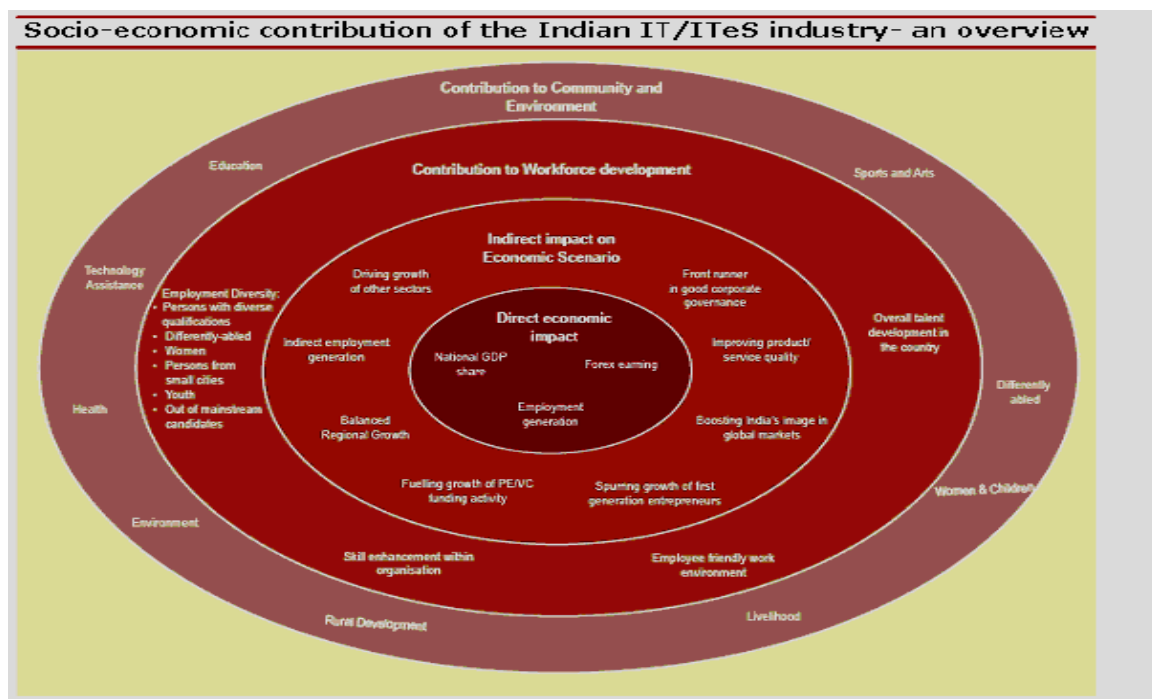 Socio-economic contribution of the Indian IT/ITeS industry- an overview
Contribution to Community and
Environment
Education
Sports and Arts
Contribution to Workforce development
Indirect impact on
Economic Scenario
Technology
Assistance
Driving growth
of other sectors
Front runner
in good corporate
governance
Employment Diversity:
• Persons with diverse
qualifications
• Differently-abled
• Women
• Persons from
small cities
• Youth
• Out of mainstream
candidates
Direct economic
impact
Overall talent
development in
the country
Indirect employment
generation
National GDP
share
Forex earning
Improving product/
service quality
Employment
generation
Health
Differently
abled
Balanced
Regional Growth
Boosting India's image in
global markets
Fuelling growth of PE/VC
funding activity
Spurring growth of first
generation entrepreneurs
Women & Children
Environment
Skill enhancement within
organisation
Employee friendly work
environment
Rural Development
Livelihood